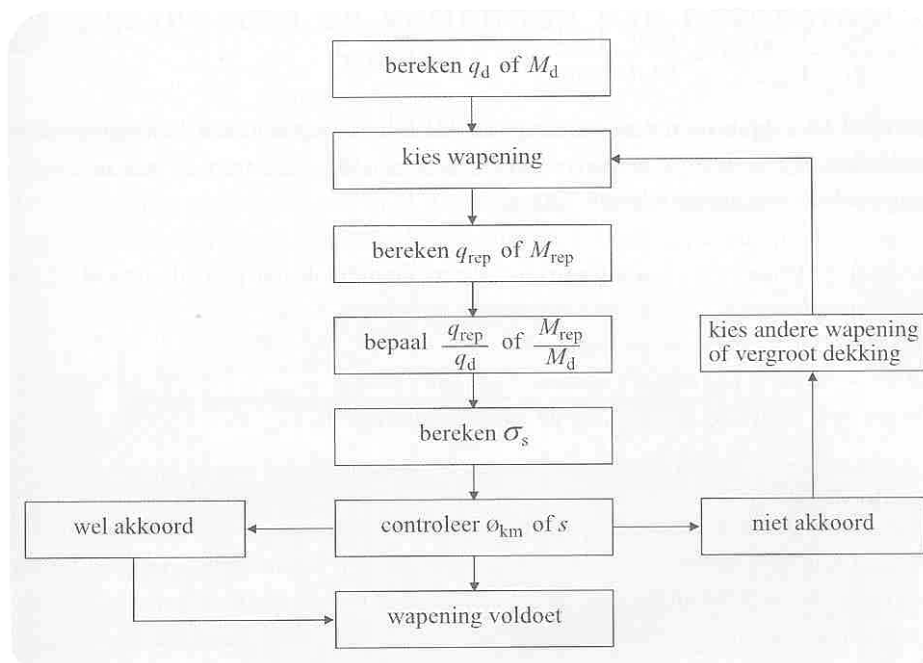 bereken q_d of M_d
kies wapening
bereken q_rep of M_rep
bepaal q_rep/q_d of M_rep/M_d
kies andere wapening
of vergroot dekking
bereken σ_s
wel akkoord
controleer ø_km of s
niet akkoord
wapening voldoet